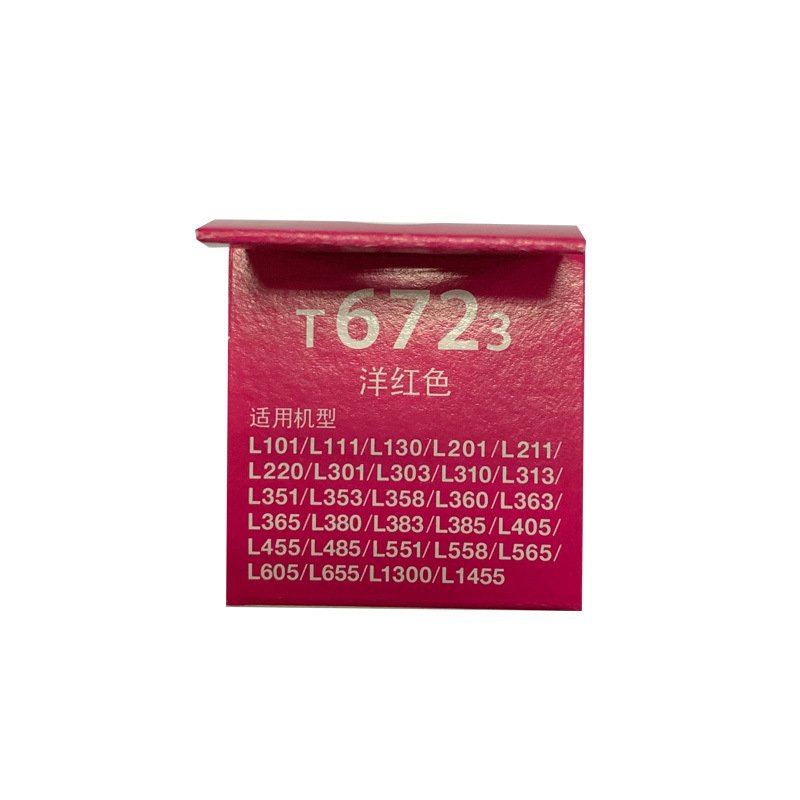 T6723
洋红色
适用机型
L101/L111/L130/L201/L211/
L220/L301/L303/L310/L313/
L351/L353/L358/L360/L363/
L365/L380/L383/L385/L405/
L455/L485/L551/L558/L565/
L605/L655/L1300/L1455